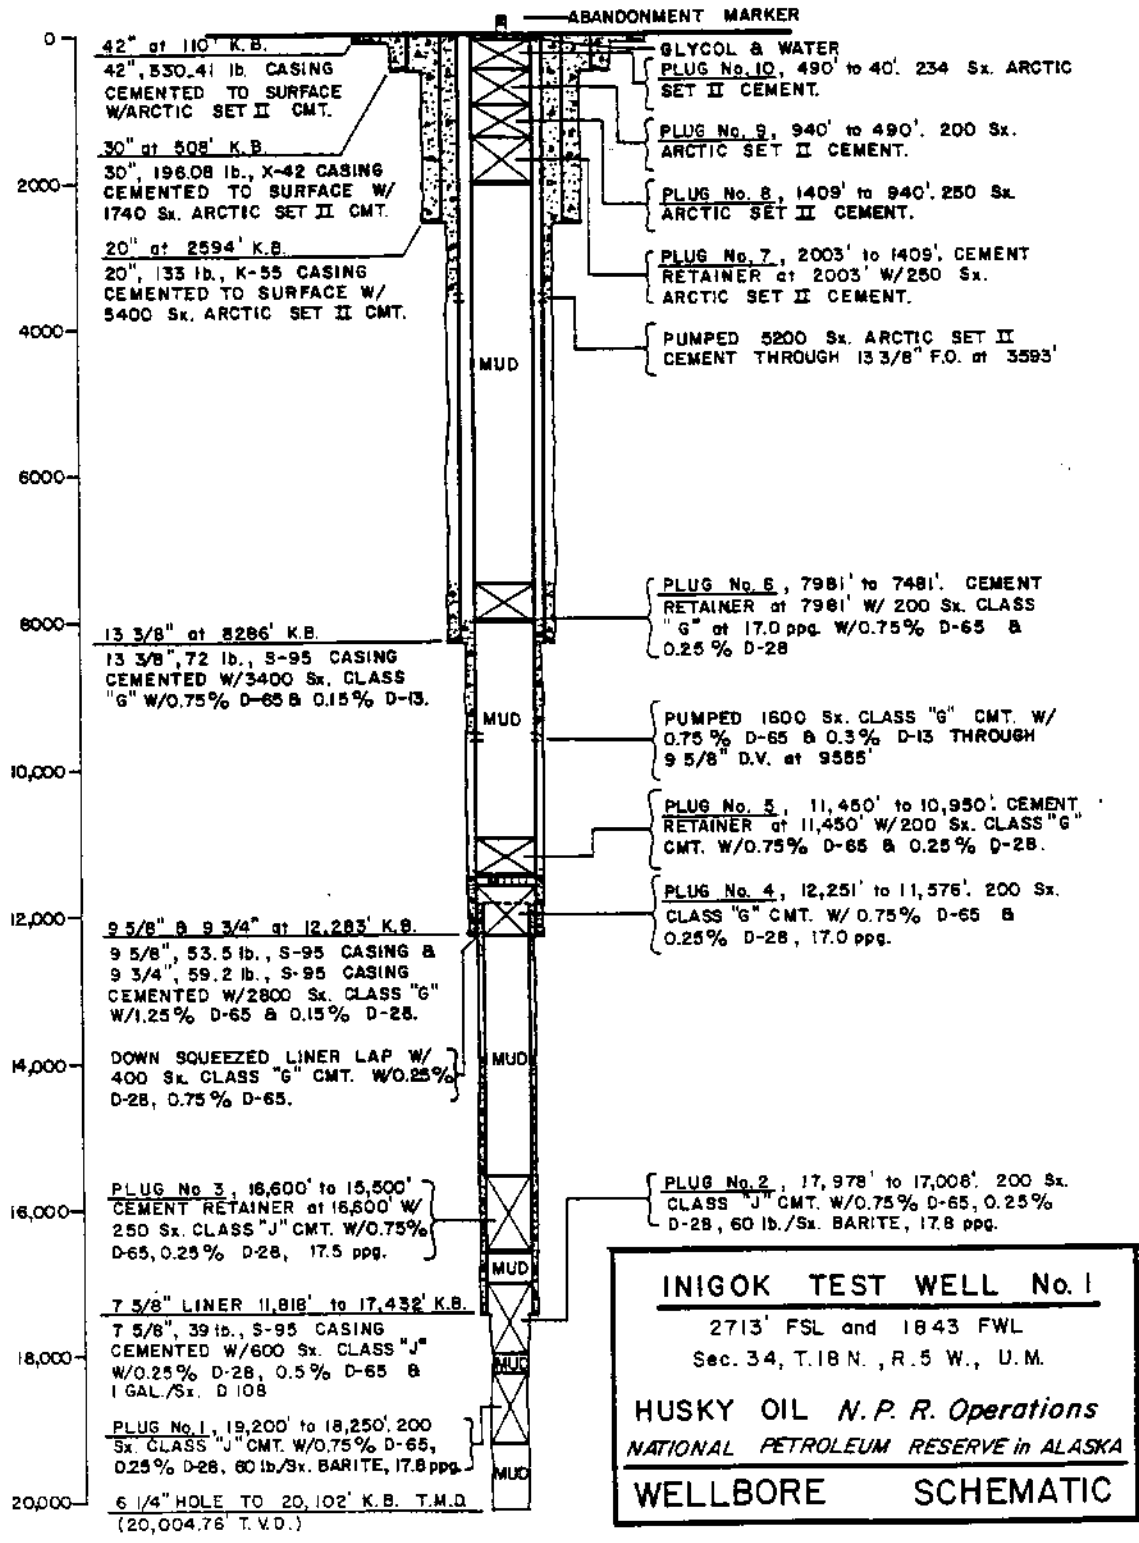 ABANDONMENT MARKER
0
2000
4000
6000
8000
10,000
12,000
14,000
16,000
18,000
20,000
42" at 110' K.B.
42", 330.41 lb. CASING
CEMENTED TO SURFACE
W/ARCTIC SET II CMT.
30" at 508' K.B.
30", 196.08 lb., X-42 CASING
CEMENTED TO SURFACE W/
1740 Sx. ARCTIC SET II CMT.
20" at 2594' K.B.
20", 133 lb., K-55 CASING
CEMENTED TO SURFACE W/
5400 Sx. ARCTIC SET II CMT.
13 3/8" at 8286' K.B.
13 3/8", 72 lb., S-95 CASING
CEMENTED W/3400 Sx. CLASS
"G" W/0.75% D-65 & 0.15% D-13.
9 5/8" & 9 3/4" at 12,283' K.B.
9 5/8", 53.5 lb., S-95 CASING &
9 3/4", 59.2 lb., S-95 CASING
CEMENTED W/2800 Sx. CLASS "G"
W/1.25% D-65 & 0.15% D-28.
DOWN SQUEEZED LINER LAP W/
400 Sx. CLASS "G" CMT. W/0.25%
D-28, 0.75% D-65.
PLUG No 3, 16,600' to 15,500'
CEMENT RETAINER at 16,600' W/
250 Sx. CLASS "J" CMT. W/0.75%
D-65, 0.25% D-28, 17.5 ppg.
7 5/8" LINER 11,818' to 17,432' K.B.
7 5/8", 39 lb., S-95 CASING
CEMENTED W/600 Sx. CLASS "J"
W/0.25% D-28, 0.5% D-65 &
1 GAL./Sx. D 108
PLUG No. 1, 19,200' to 18,250'. 200
Sx. CLASS "J" CMT. W/0.75% D-65,
0.25% D-28, 60 lb/Sx. BARITE, 17.8 ppg.
6 1/4" HOLE TO 20,102' K.B. T.M.D.
(20,004.76' T.V.D.)
MUD
MUD
MUD
MUD
MUD
MUD
GLYCOL & WATER
PLUG No. 10, 490' to 40'. 234 Sx. ARCTIC
SET II CEMENT.
PLUG No. 9, 940' to 490'. 200 Sx.
ARCTIC SET II CEMENT.
PLUG No. 8, 1409' to 940'. 250 Sx.
ARCTIC SET II CEMENT.
PLUG No. 7, 2003' to 1409'. CEMENT
RETAINER at 2003' W/250 Sx.
ARCTIC SET II CEMENT.
PUMPED 5200 Sx. ARCTIC SET II
CEMENT THROUGH 13 3/8" F.O. at 3593'
PLUG No. 6, 7981' to 7481'. CEMENT
RETAINER at 7981' W/ 200 Sx. CLASS
"G" at 17.0 ppg. W/0.75% D-65 &
0.25% D-28
PUMPED 1600 Sx. CLASS "G" CMT. W/
0.75% D-65 & 0.3% D-13 THROUGH
9 5/8" D.V. at 9555'
PLUG No. 5, 11,450' to 10,950'. CEMENT
RETAINER at 11,450' W/200 Sx. CLASS "G"
CMT. W/0.75% D-65 & 0.25% D-28.
PLUG No. 4, 12,251' to 11,576'. 200 Sx.
CLASS "G" CMT. W/ 0.75% D-65 &
0.25% D-28, 17.0 ppg.
PLUG No. 2, 17,978' to 17,008'. 200 Sx.
CLASS "J" CMT. W/0.75% D-65, 0.25%
D-28, 60 lb./Sx. BARITE, 17.8 ppg.
INIGOK TEST WELL No. 1
2713' FSL and 1843 FWL
Sec. 34, T.18 N., R.5 W., U.M.
HUSKY OIL N.P.R. Operations
NATIONAL PETROLEUM RESERVE in ALASKA
WELLBORE SCHEMATIC